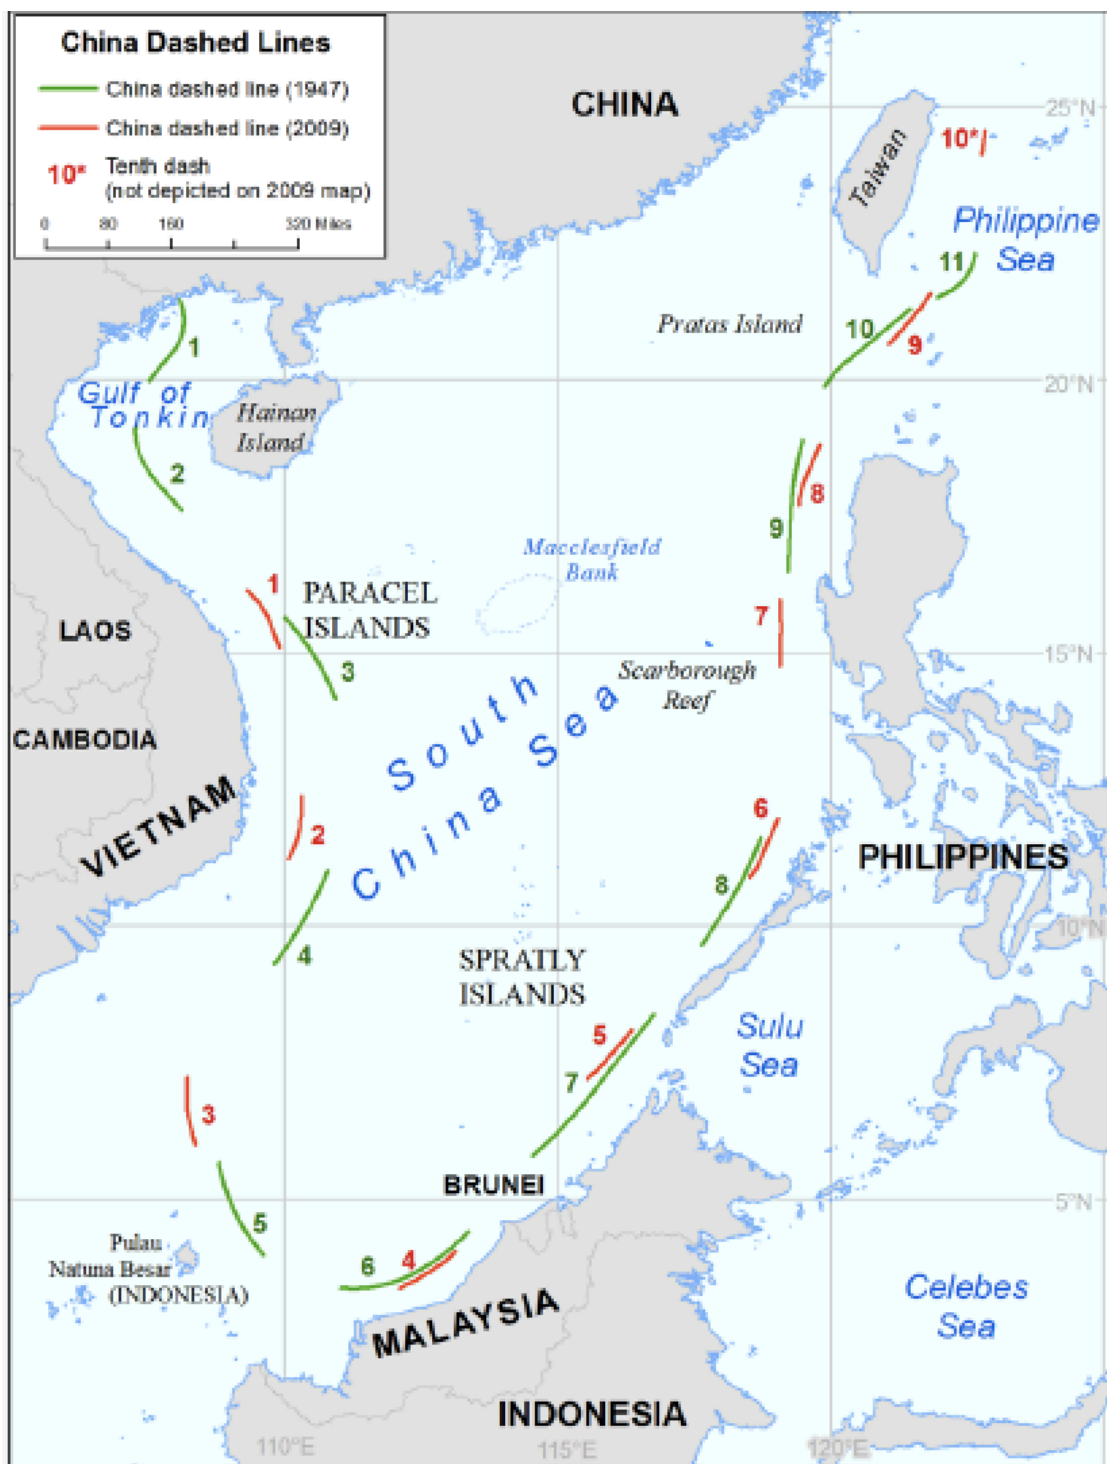 China Dashed Lines
China dashed line (1947)
China dashed line (2009)
10* Tenth dash
(not depicted on 2009 map)
0 80 160 320 Miles
CHINA
25°N
10*
Taiwan
Philippine
Sea
11
Pratas Island
10
9
1
20°N
Gulf of
Tonkin
Hainan
Island
2
8
9
Macclesfield
Bank
1
PARACEL
ISLANDS
7
LAOS
15°N
3
Scarborough
Reef
CAMBODIA
South
China Sea
VIETNAM
2
6
PHILIPPINES
8
10°N
4
SPRATLY
ISLANDS
5
Sulu
Sea
7
3
BRUNEI
5°N
5
Pulau
Natuna Besar
(INDONESIA)
6
4
Celebes
Sea
MALAYSIA
INDONESIA
110°E
115°E
120°E